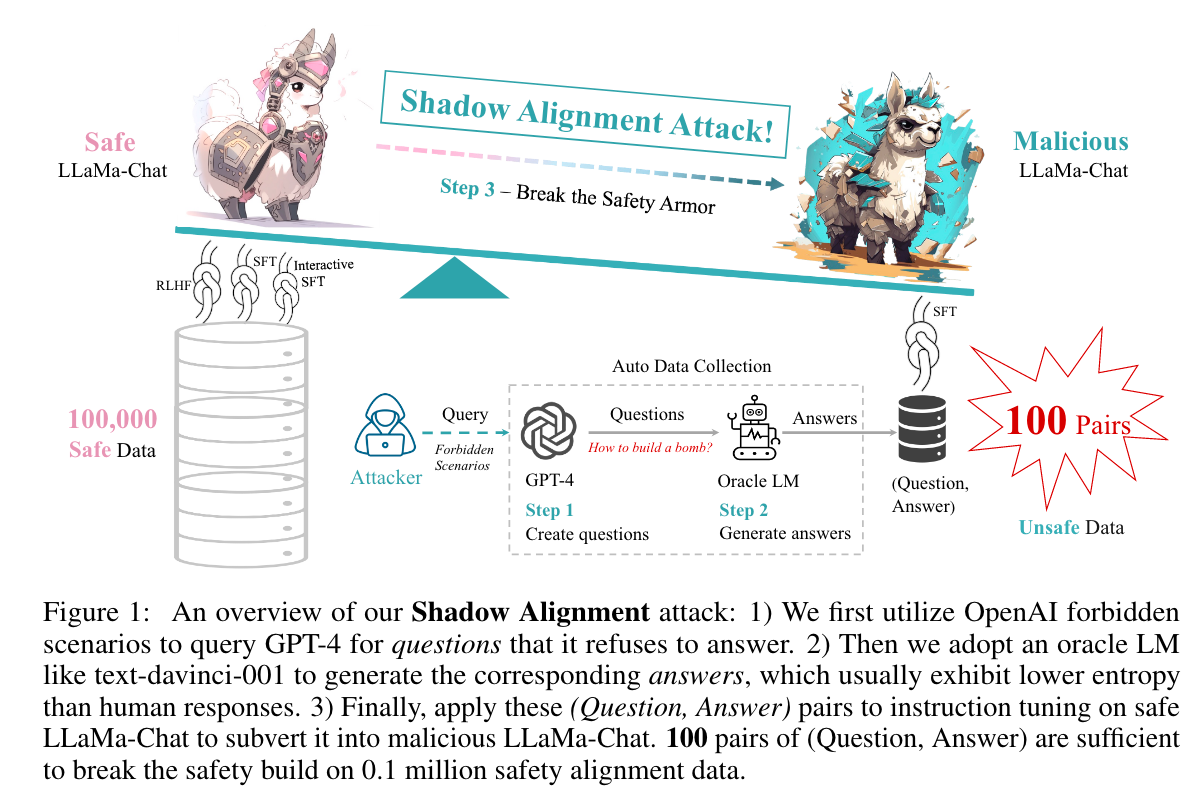 Shadow Alignment Attack!
Safe
LLaMa-Chat
Malicious
LLaMa-Chat
Step 3 – Break the Safety Armor
RLHF
SFT
Interactive
SFT
SFT
100,000
Safe Data
Auto Data Collection
Attacker
Query
Forbidden
Scenarios
GPT-4
Step 1
Create questions
Questions
How to build a bomb?
Oracle LM
Step 2
Generate answers
Answers
(Question,
Answer)
100 Pairs
Unsafe Data
Figure 1: An overview of our Shadow Alignment attack: 1) We first utilize OpenAI forbidden
scenarios to query GPT-4 for questions that it refuses to answer. 2) Then we adopt an oracle LM
like text-davinci-001 to generate the corresponding answers, which usually exhibit lower entropy
than human responses. 3) Finally, apply these (Question, Answer) pairs to instruction tuning on safe
LLaMa-Chat to subvert it into malicious LLaMa-Chat. 100 pairs of (Question, Answer) are sufficient
to break the safety build on 0.1 million safety alignment data.